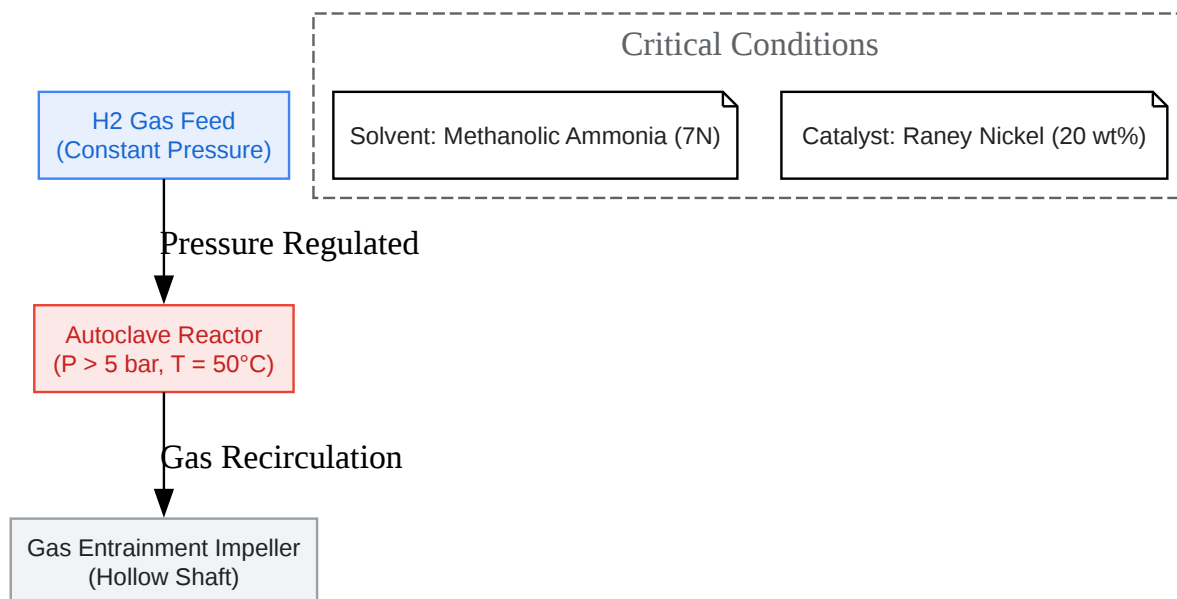 Critical Conditions
H2 Gas Feed
(Constant Pressure)
Solvent: Methanolic Ammonia (7N)
Catalyst: Raney Nickel (20 wt%)
Pressure Regulated
Autoclave Reactor
(P > 5 bar, T = 50°C)
Gas Recirculation
Gas Entrainment Impeller
(Hollow Shaft)